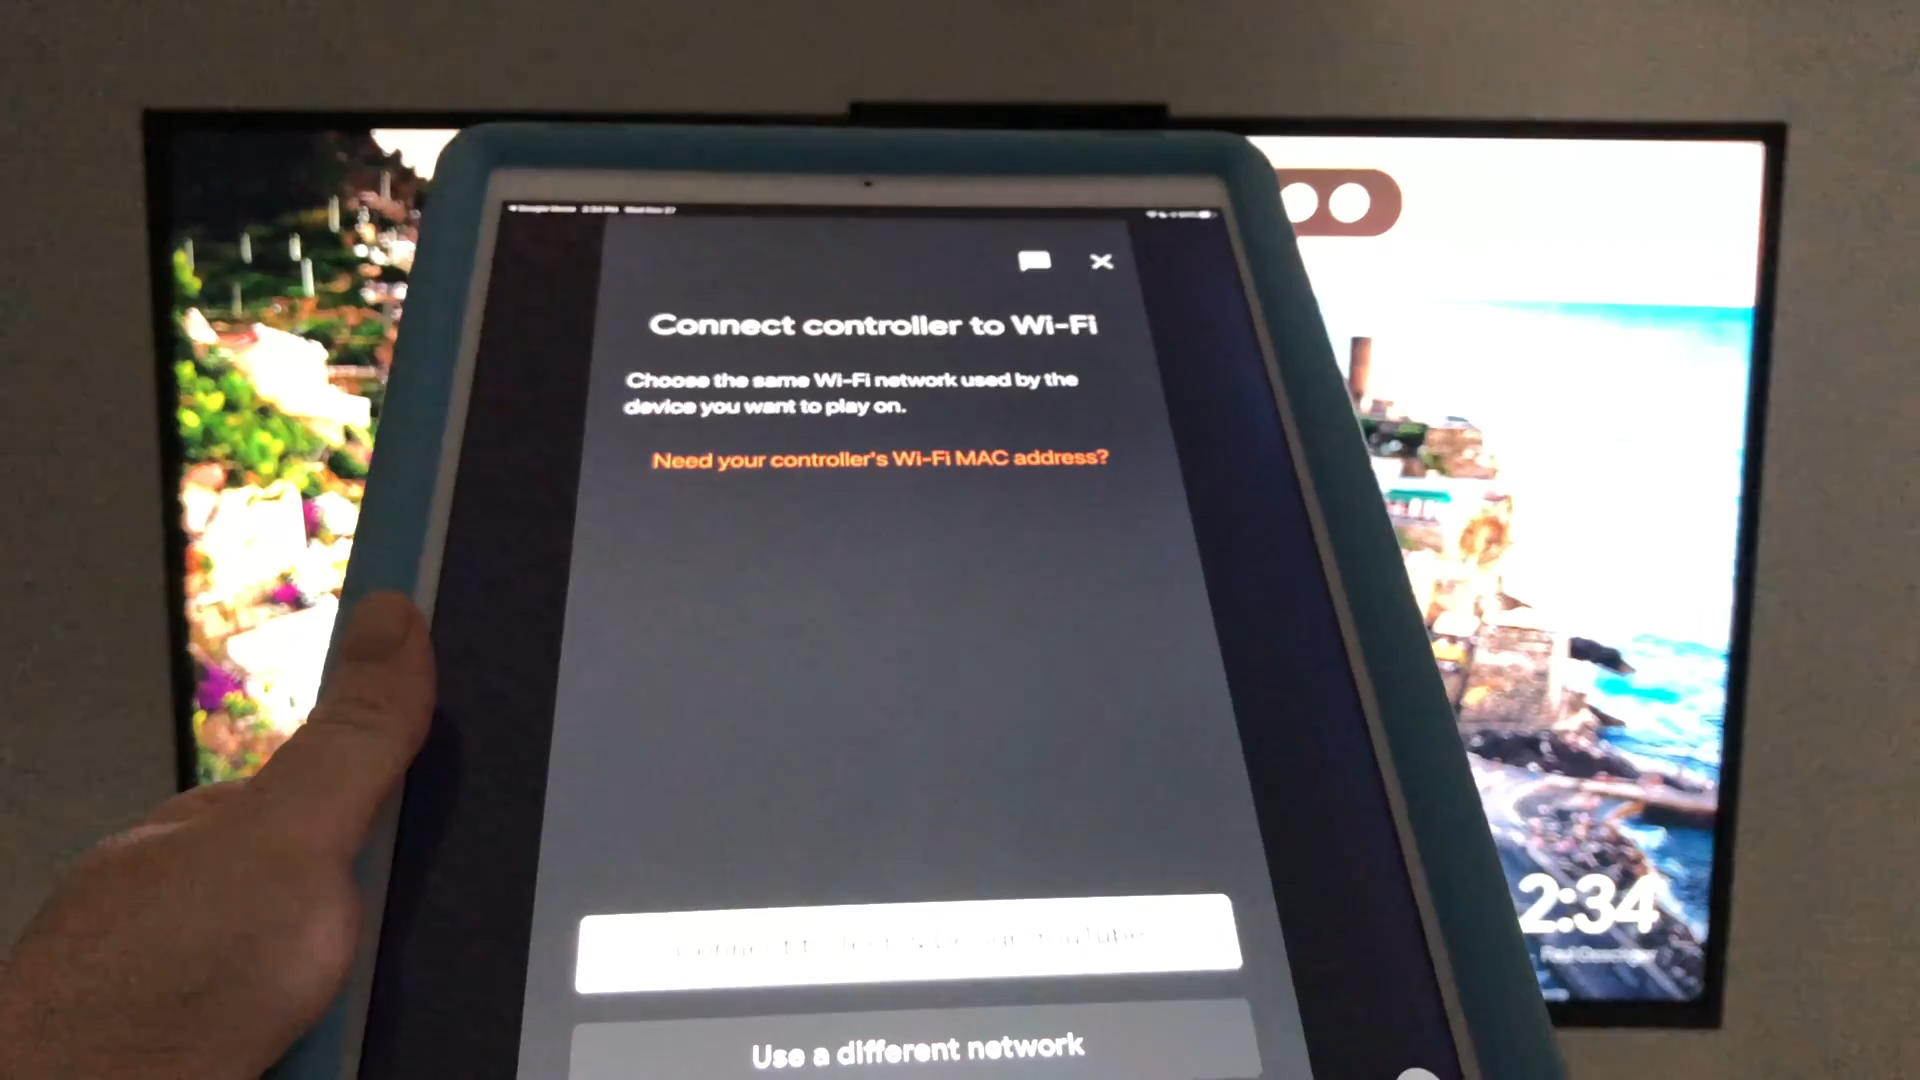 Connect controller to Wi-Fi
Choose the same Wi-Fi network used by the
device you want to play on.
Need your controller's Wi-Fi MAC address?
Use a different network
2:34